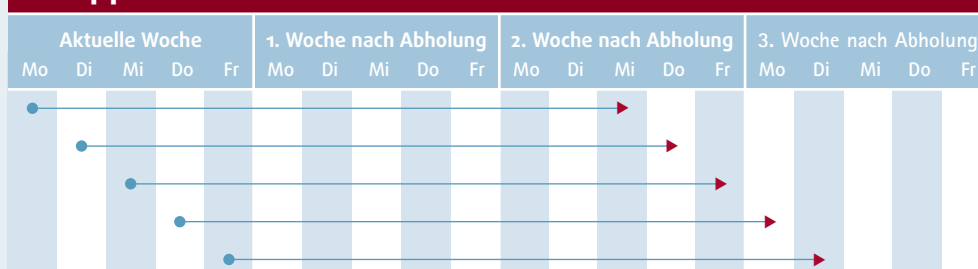 Aktuelle Woche 1. Woche nach Abholung 2. Woche nach Abholung 3. Woche nach Abholung
Mo Di Mi Do Fr Mo Di Mi Do Fr Mo Di Mi Do Fr Mo Di Mi Do Fr